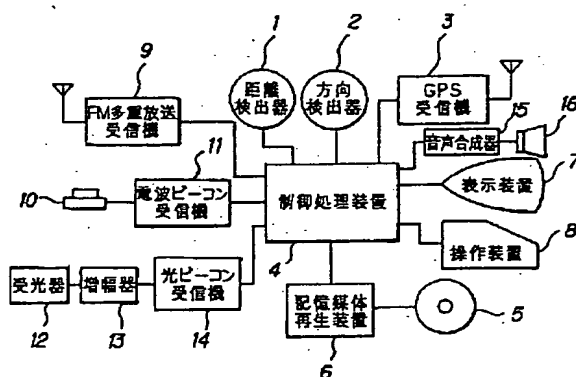 1
2
3
9
距離
検出器
方向
検出器
GPS
受信機
FM多重放送
受信機
15
16
音声合成器
11
7
電波ビーコン
受信機
制御処理装置
表示装置
10
4
操作装置
8
受光器
増幅器
光ビーコン
受信機
記憶媒体
再生装置
5
12
13
14
6